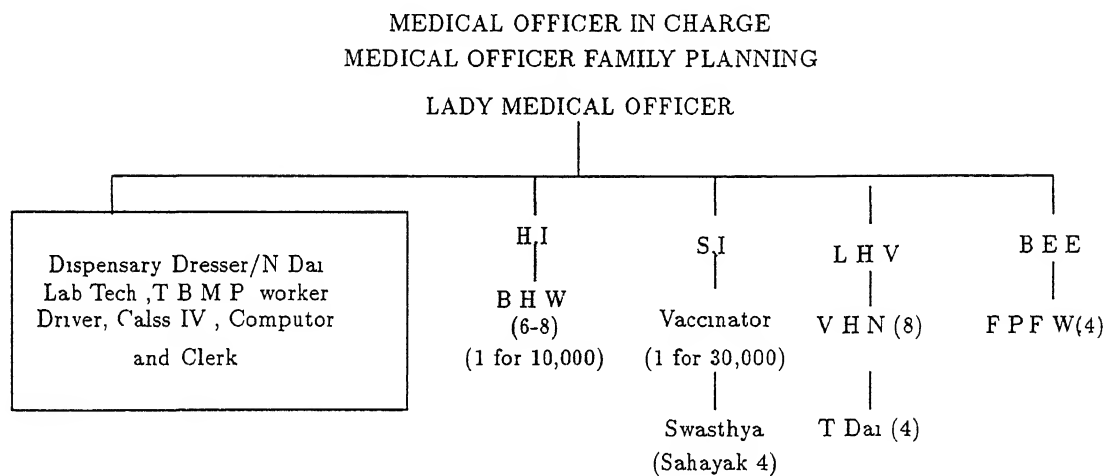 MEDICAL OFFICER IN CHARGE
MEDICAL OFFICER FAMILY PLANNING
LADY MEDICAL OFFICER
Dispensary Dresser/N Daı
Lab Tech ,T B M P worker
Drıver, Calss IV , Computor
and Clerk
H.I
B H W
(6-8)
(1 for 10,000)
S.I
Vaccınator
(1 for 30,000)
Swasthya
(Sahayak 4)
L H V
V H N (8)
T Daı (4)
B E E
F P F W(4)